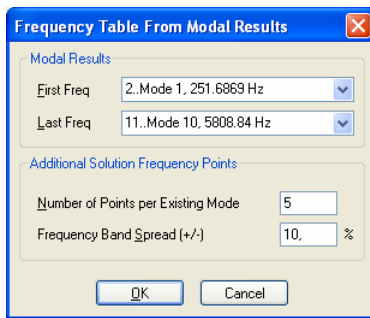 Frequency Table From Modal Results
Modal Results
First Freq 2..Mode 1, 251.6869 Hz
Last Freq 11..Mode 10, 5808.84 Hz
Additional Solution Frequency Points
Number of Points per Existing Mode 5
Frequency Band Spread (+/-) 10, %
OK Cancel